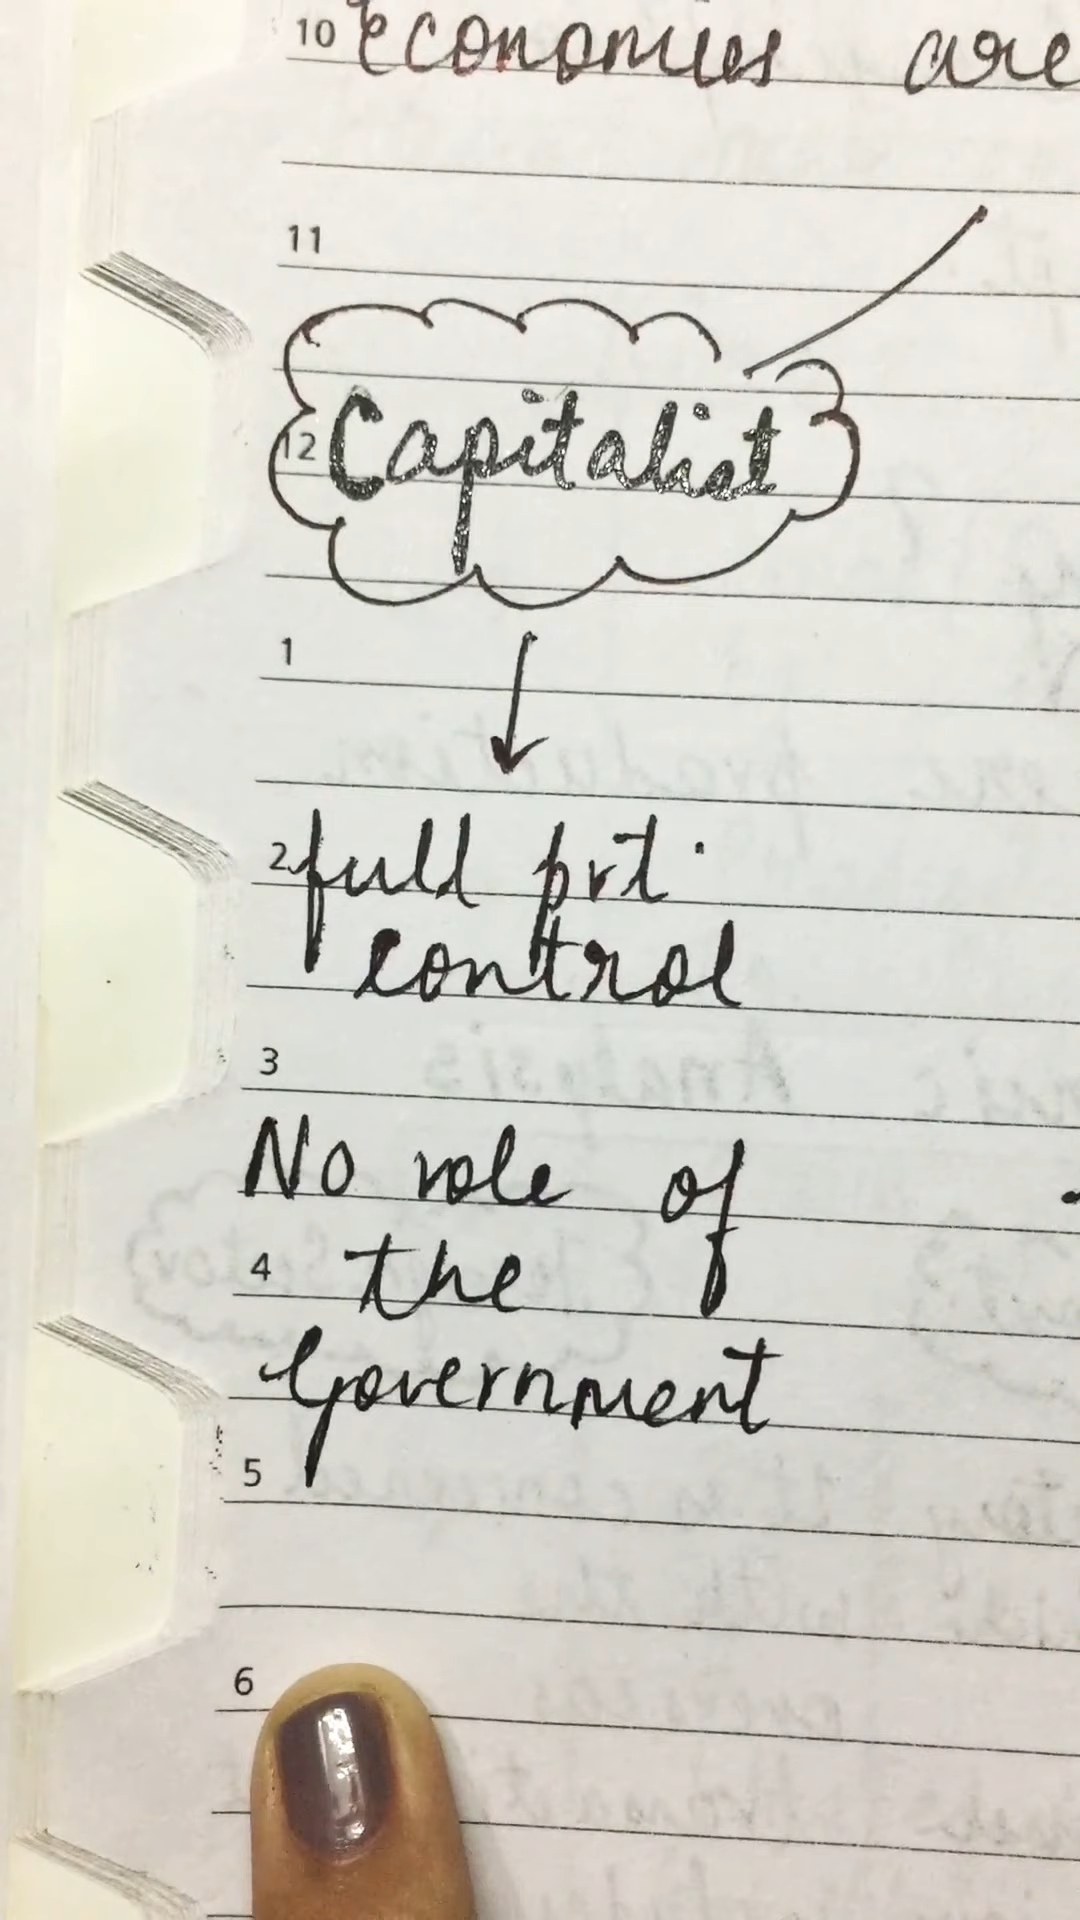 10 Economies are
11
12 Capitalist
1
2 full pvt.
control
3
No role of
4 the
Government
5
6